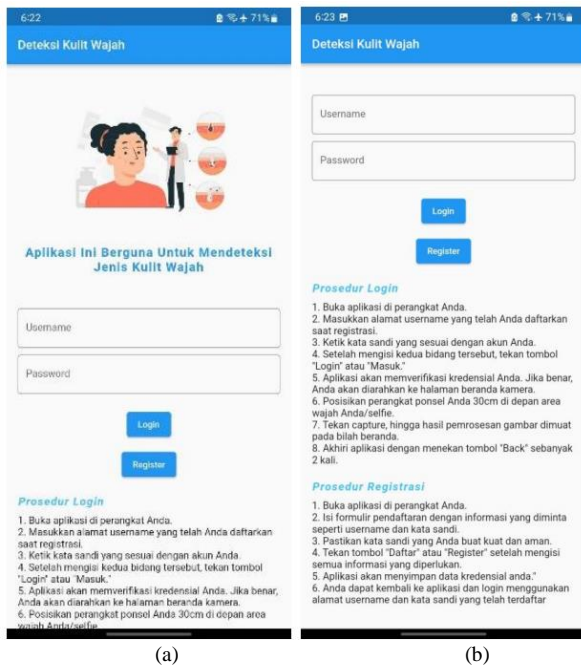 6:22
71%
Deteksi Kulit Wajah
Aplikasi Ini Berguna Untuk Mendeteksi
Jenis Kulit Wajah
Username
Password
Login
Register
Prosedur Login
1. Buka aplikasi di perangkat Anda.
2. Masukkan alamat username yang telah Anda daftarkan
saat registrasi.
3. Ketik kata sandi yang sesuai dengan akun Anda.
4. Setelah mengisi kedua bidang tersebut, tekan tombol
"Login" atau "Masuk."
5. Aplikasi akan memverifikasi kredensial Anda. Jika benar,
Anda akan diarahkan ke halaman beranda kamera.
6. Posisikan perangkat ponsel Anda 30cm di depan area
wajah Anda/selfie.
(a)
6:23
71%
Deteksi Kulit Wajah
Username
Password
Login
Register
Prosedur Login
1. Buka aplikasi di perangkat Anda.
2. Masukkan alamat username yang telah Anda daftarkan
saat registrasi.
3. Ketik kata sandi yang sesuai dengan akun Anda.
4. Setelah mengisi kedua bidang tersebut, tekan tombol
"Login" atau "Masuk."
5. Aplikasi akan memverifikasi kredensial Anda. Jika benar,
Anda akan diarahkan ke halaman beranda kamera.
6. Posisikan perangkat ponsel Anda 30cm di depan area
wajah Anda/selfie.
7. Tekan capture, hingga hasil pemrosesan gambar dimuat
pada bilah beranda.
8. Akhiri aplikasi dengan menekan tombol "Back" sebanyak
2 kali.
Prosedur Registrasi
1. Buka aplikasi di perangkat Anda.
2. Isi formulir pendaftaran dengan informasi yang diminta
seperti username dan kata sandi.
3. Pastikan kata sandi yang Anda buat kuat dan aman.
4. Tekan tombol "Daftar" atau "Register" setelah mengisi
semua informasi yang diperlukan.
5. Aplikasi akan menyimpan data kredensial anda."
6. Anda dapat kembali ke aplikasi dan login menggunakan
alamat username dan kata sandi yang telah terdaftar
(b)